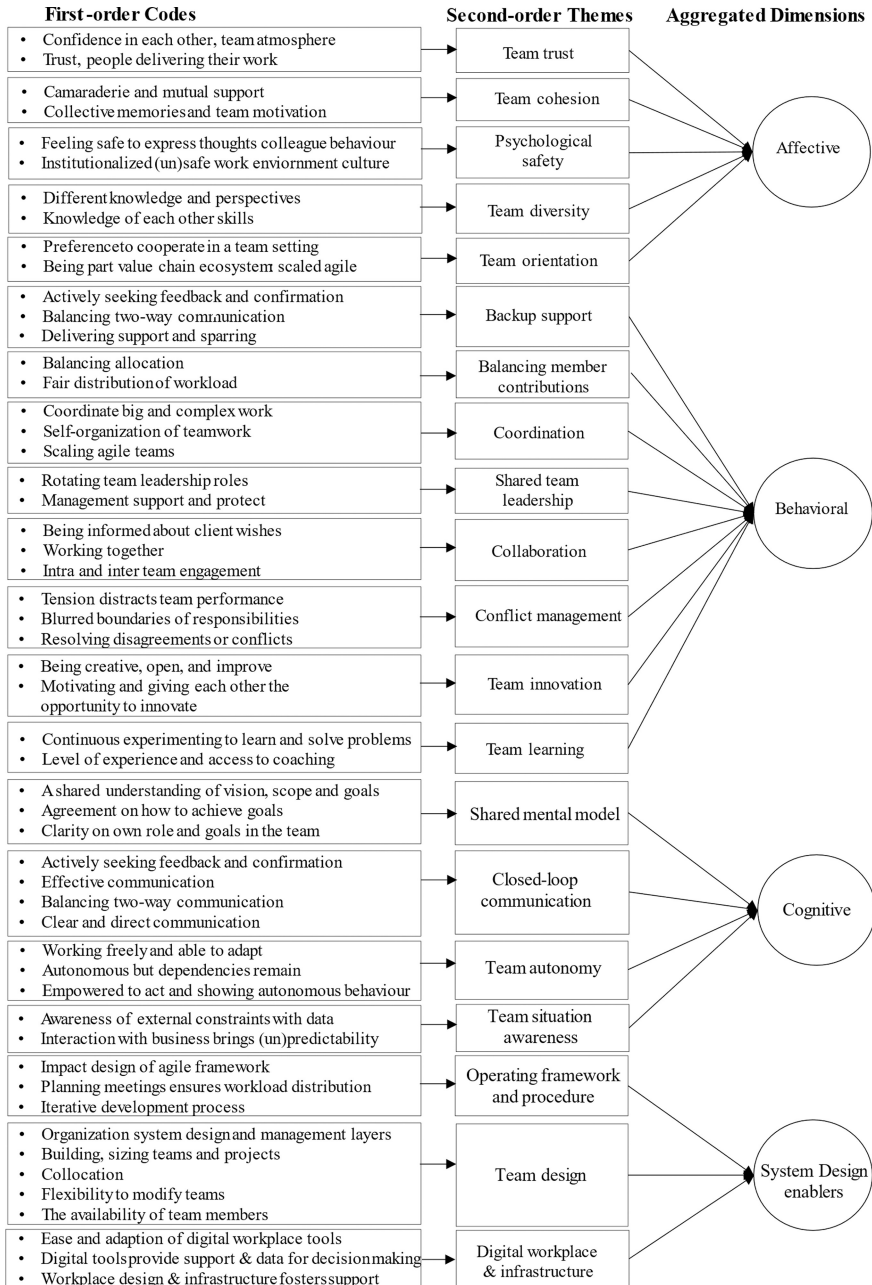 First-order Codes Second-order Themes Aggregated Dimensions
• Confidence in each other, team atmosphere
• Trust, people delivering their work
Team trust
• Camaraderie and mutual support
• Collective memories and team motivation
Team cohesion
• Feeling safe to express thoughts colleague behaviour
• Institutionalized (un)safe work enviornment culture
Psychological
safety
• Different knowledge and perspectives
• Knowledge of each other skills
Team diversity
• Preference to cooperate in a team setting
• Being part value chain ecosystem: scaled agile
Team orientation
Affective
• Actively seeking feedback and confirmation
• Balancing two-way communication
• Delivering support and sparring
Backup support
• Balancing allocation
• Fair distribution of workload
Balancing member
contributions
• Coordinate big and complex work
• Self-organization of teamwork
• Scaling agile teams
Coordination
• Rotating team leadership roles
• Management support and protect
Shared team
leadership
• Being informed about client wishes
• Working together
• Intra and inter team engagement
Collaboration
• Tension distracts team performance
• Blurred boundaries of responsibilities
• Resolving disagreements or conflicts
Conflict management
• Being creative, open, and improve
• Motivating and giving each other the
opportunity to innovate
Team innovation
• Continuous experimenting to learn and solve problems
• Level of experience and access to coaching
Team learning
Behavioral
• A shared understanding of vision, scope and goals
• Agreement on how to achieve goals
• Clarity on own role and goals in the team
Shared mental model
• Actively seeking feedback and confirmation
• Effective communication
• Balancing two-way communication
• Clear and direct communication
Closed-loop
communication
• Working freely and able to adapt
• Autonomous but dependencies remain
• Empowered to act and showing autonomous behaviour
Team autonomy
• Awareness of external constraints with data
• Interaction with business brings (un)predictability
Team situation
awareness
Cognitive
• Impact design of agile framework
• Planning meetings ensures workload distribution
• Iterative development process
Operating framework
and procedure
• Organization system design and management layers
• Building, sizing teams and projects
• Collocation
• Flexibility to modify teams
• The availability of team members
Team design
• Ease and adaption of digital workplace tools
• Digital tools provide support & data for decision making
• Workplace design & infrastructure fosters support
Digital workplace
& infrastructure
System Design
enablers